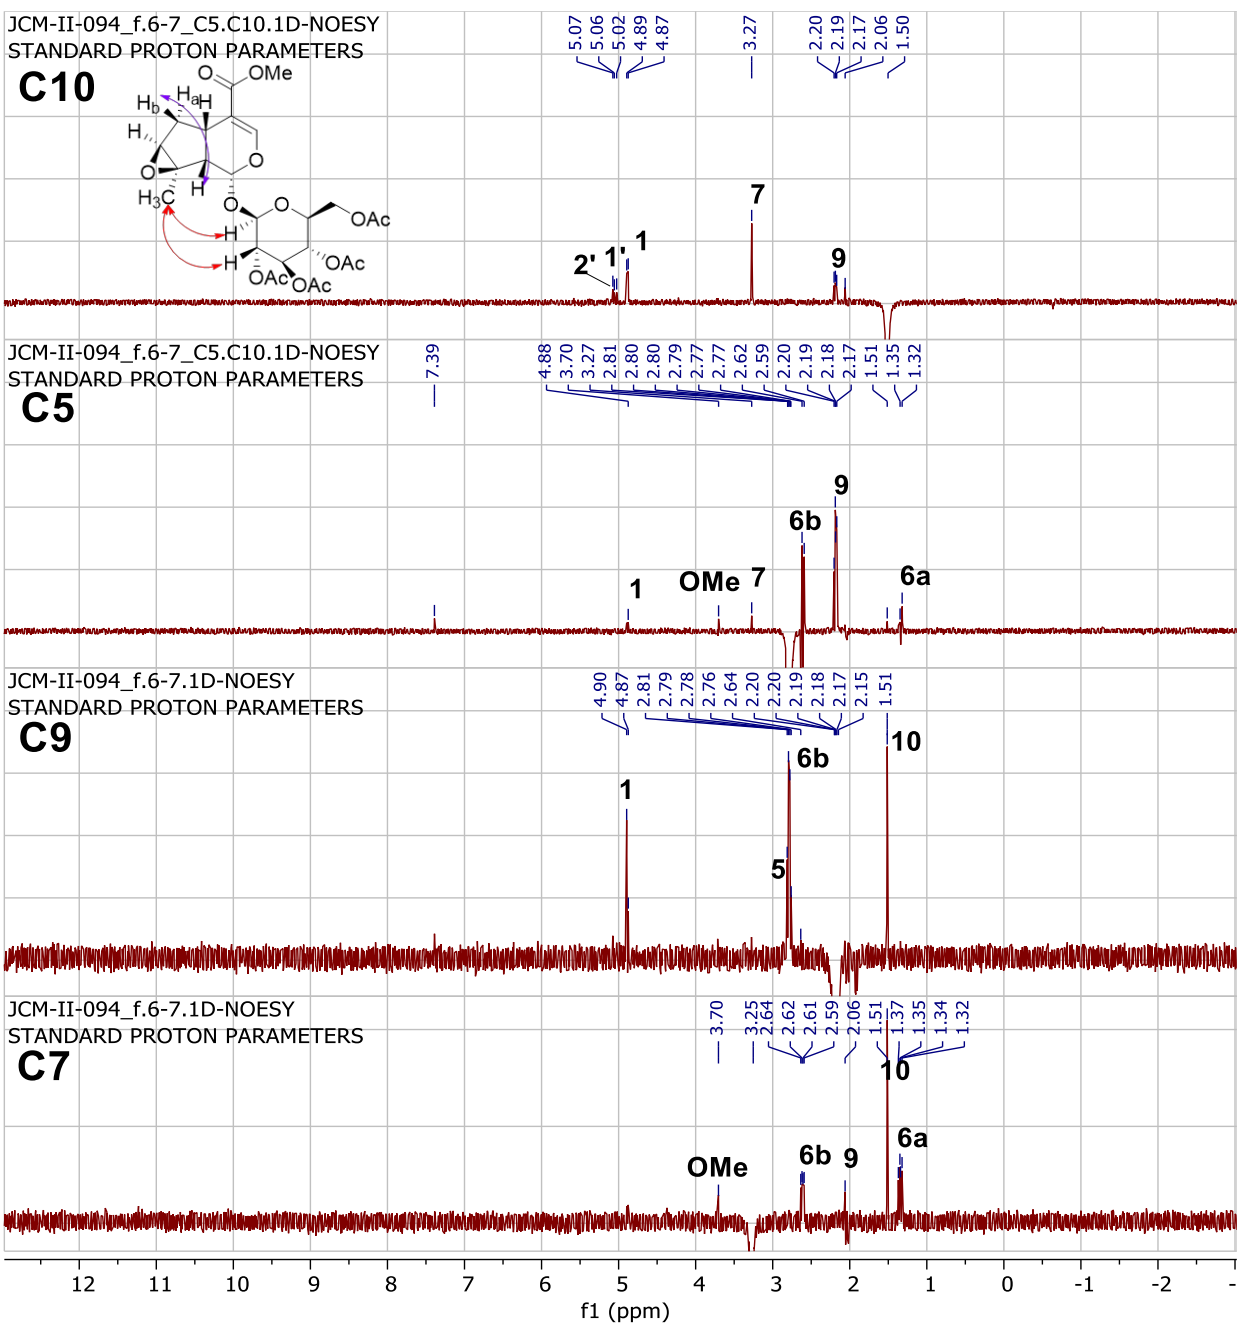 JCM-II-094_f.6-7_C5.C10.1D-NOESY
STANDARD PROTON PARAMETERS
C10
5.07 5.06 5.02 4.89 4.87 3.27 2.20 2.19 2.17 2.06 1.50
O OMe
Hb Ha H
H
O O
H3C H
O O OAc
H
H OAc
OAc OAc
2' 1' 1 7 9
JCM-II-094_f.6-7_C5.C10.1D-NOESY
STANDARD PROTON PARAMETERS
C5
7.39 4.88 3.70 3.27 2.81 2.80 2.80 2.79 2.77 2.77 2.62 2.59 2.20 2.19 2.18 2.17 1.51 1.35 1.32
1 OMe 7 6b 9 6a
JCM-II-094_f.6-7.1D-NOESY
STANDARD PROTON PARAMETERS
C9
4.90 4.87 2.81 2.79 2.78 2.76 2.64 2.20 2.20 2.19 2.18 2.17 2.15 1.51
1 5 6b 10
JCM-II-094_f.6-7.1D-NOESY
STANDARD PROTON PARAMETERS
C7
3.70 3.25 2.64 2.62 2.61 2.59 2.06 1.51 1.37 1.35 1.34 1.32
OMe 6b 9 10 6a
12 11 10 9 8 7 6 5 4 3 2 1 0 -1 -2 -
f1 (ppm)